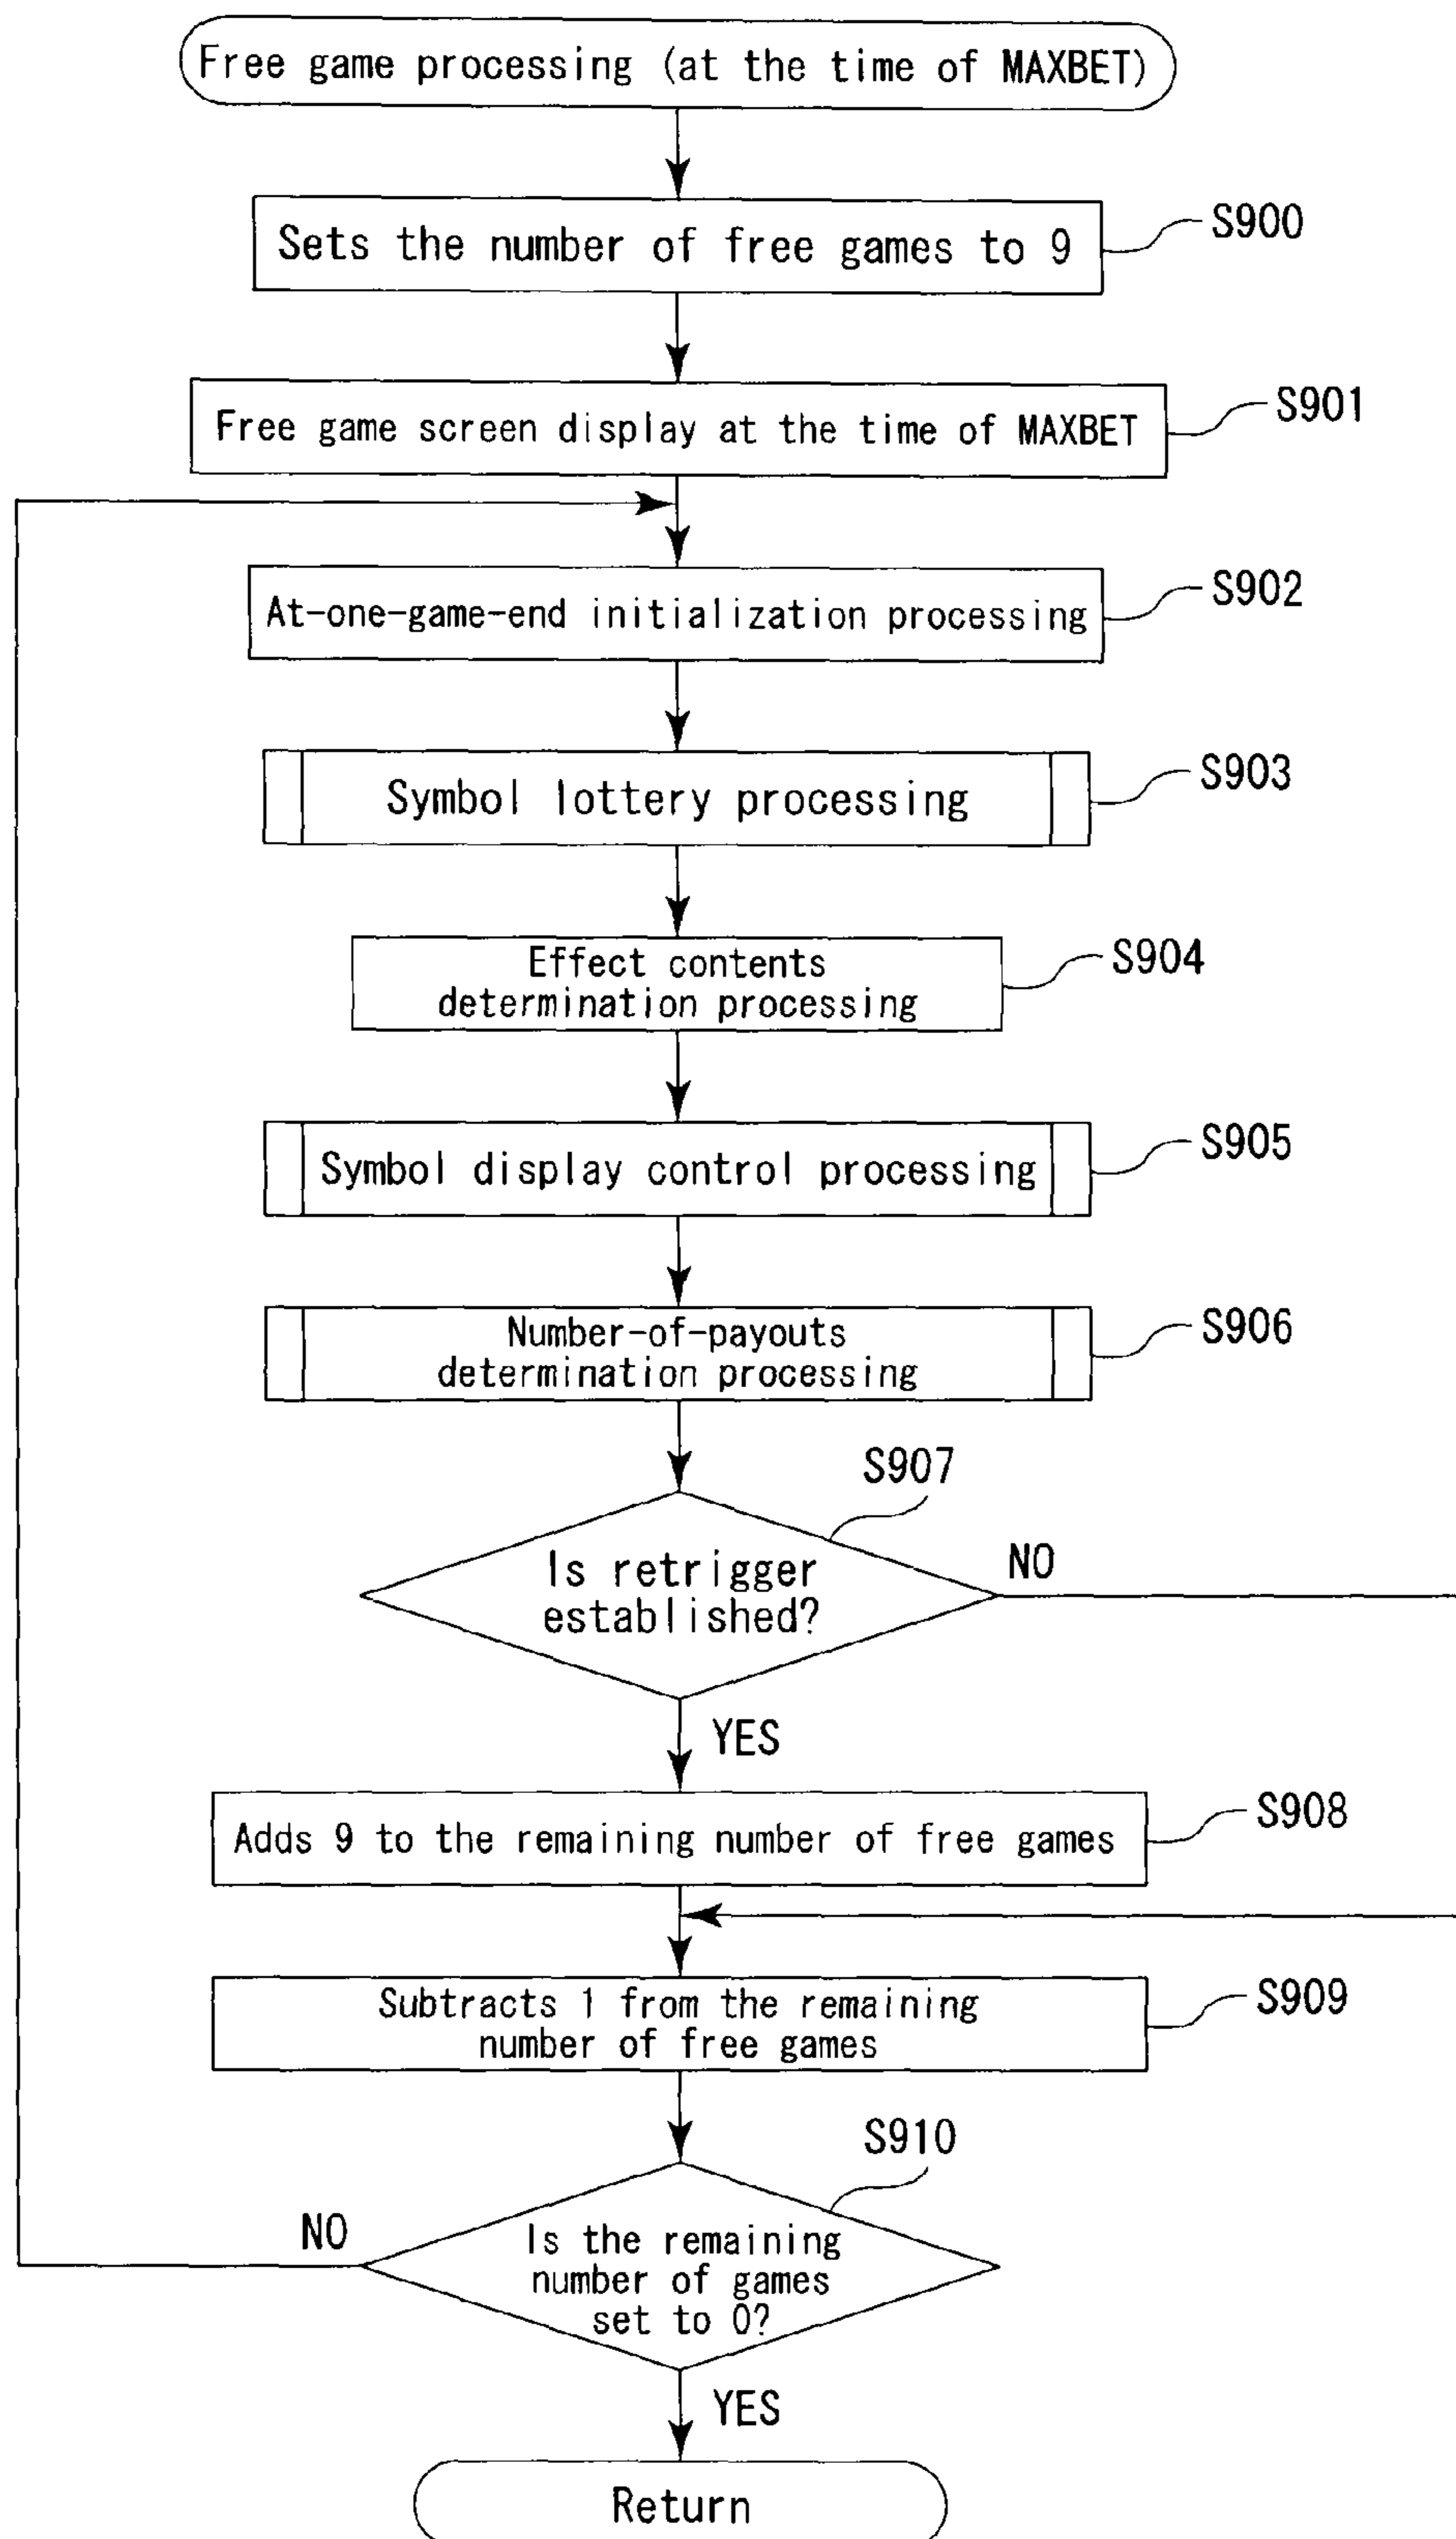 Free game processing (at the time of MAXBET)
Sets the number of free games to 9
S900
Free game screen display at the time of MAXBET
S901
At-one-game-end initialization processing
S902
Symbol lottery processing
S903
Effect contents
determination processing
S904
Symbol display control processing
S905
Number-of-payouts
determination processing
S906
S907
Is retrigger
established?
NO
YES
Adds 9 to the remaining number of free games
S908
Subtracts 1 from the remaining
number of free games
S909
S910
NO
Is the remaining
number of games
set to 0?
YES
Return